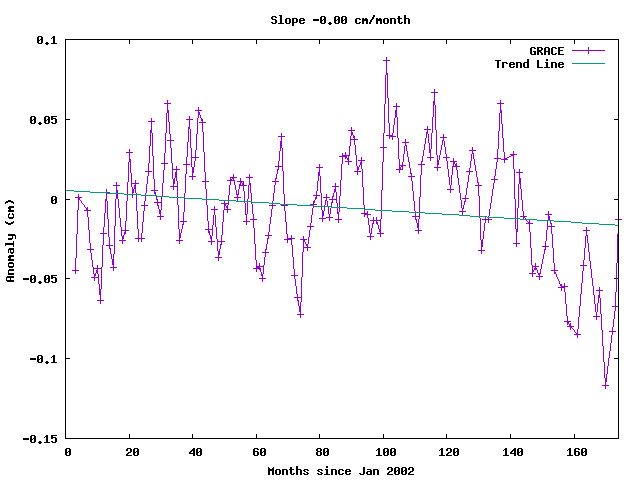 Slope -0.00 cm/month
GRACE
Trend Line
0.1
0.05
0
-0.05
-0.1
-0.15
Anomaly (cm)
0 20 40 60 80 100 120 140 160
Months since Jan 2002